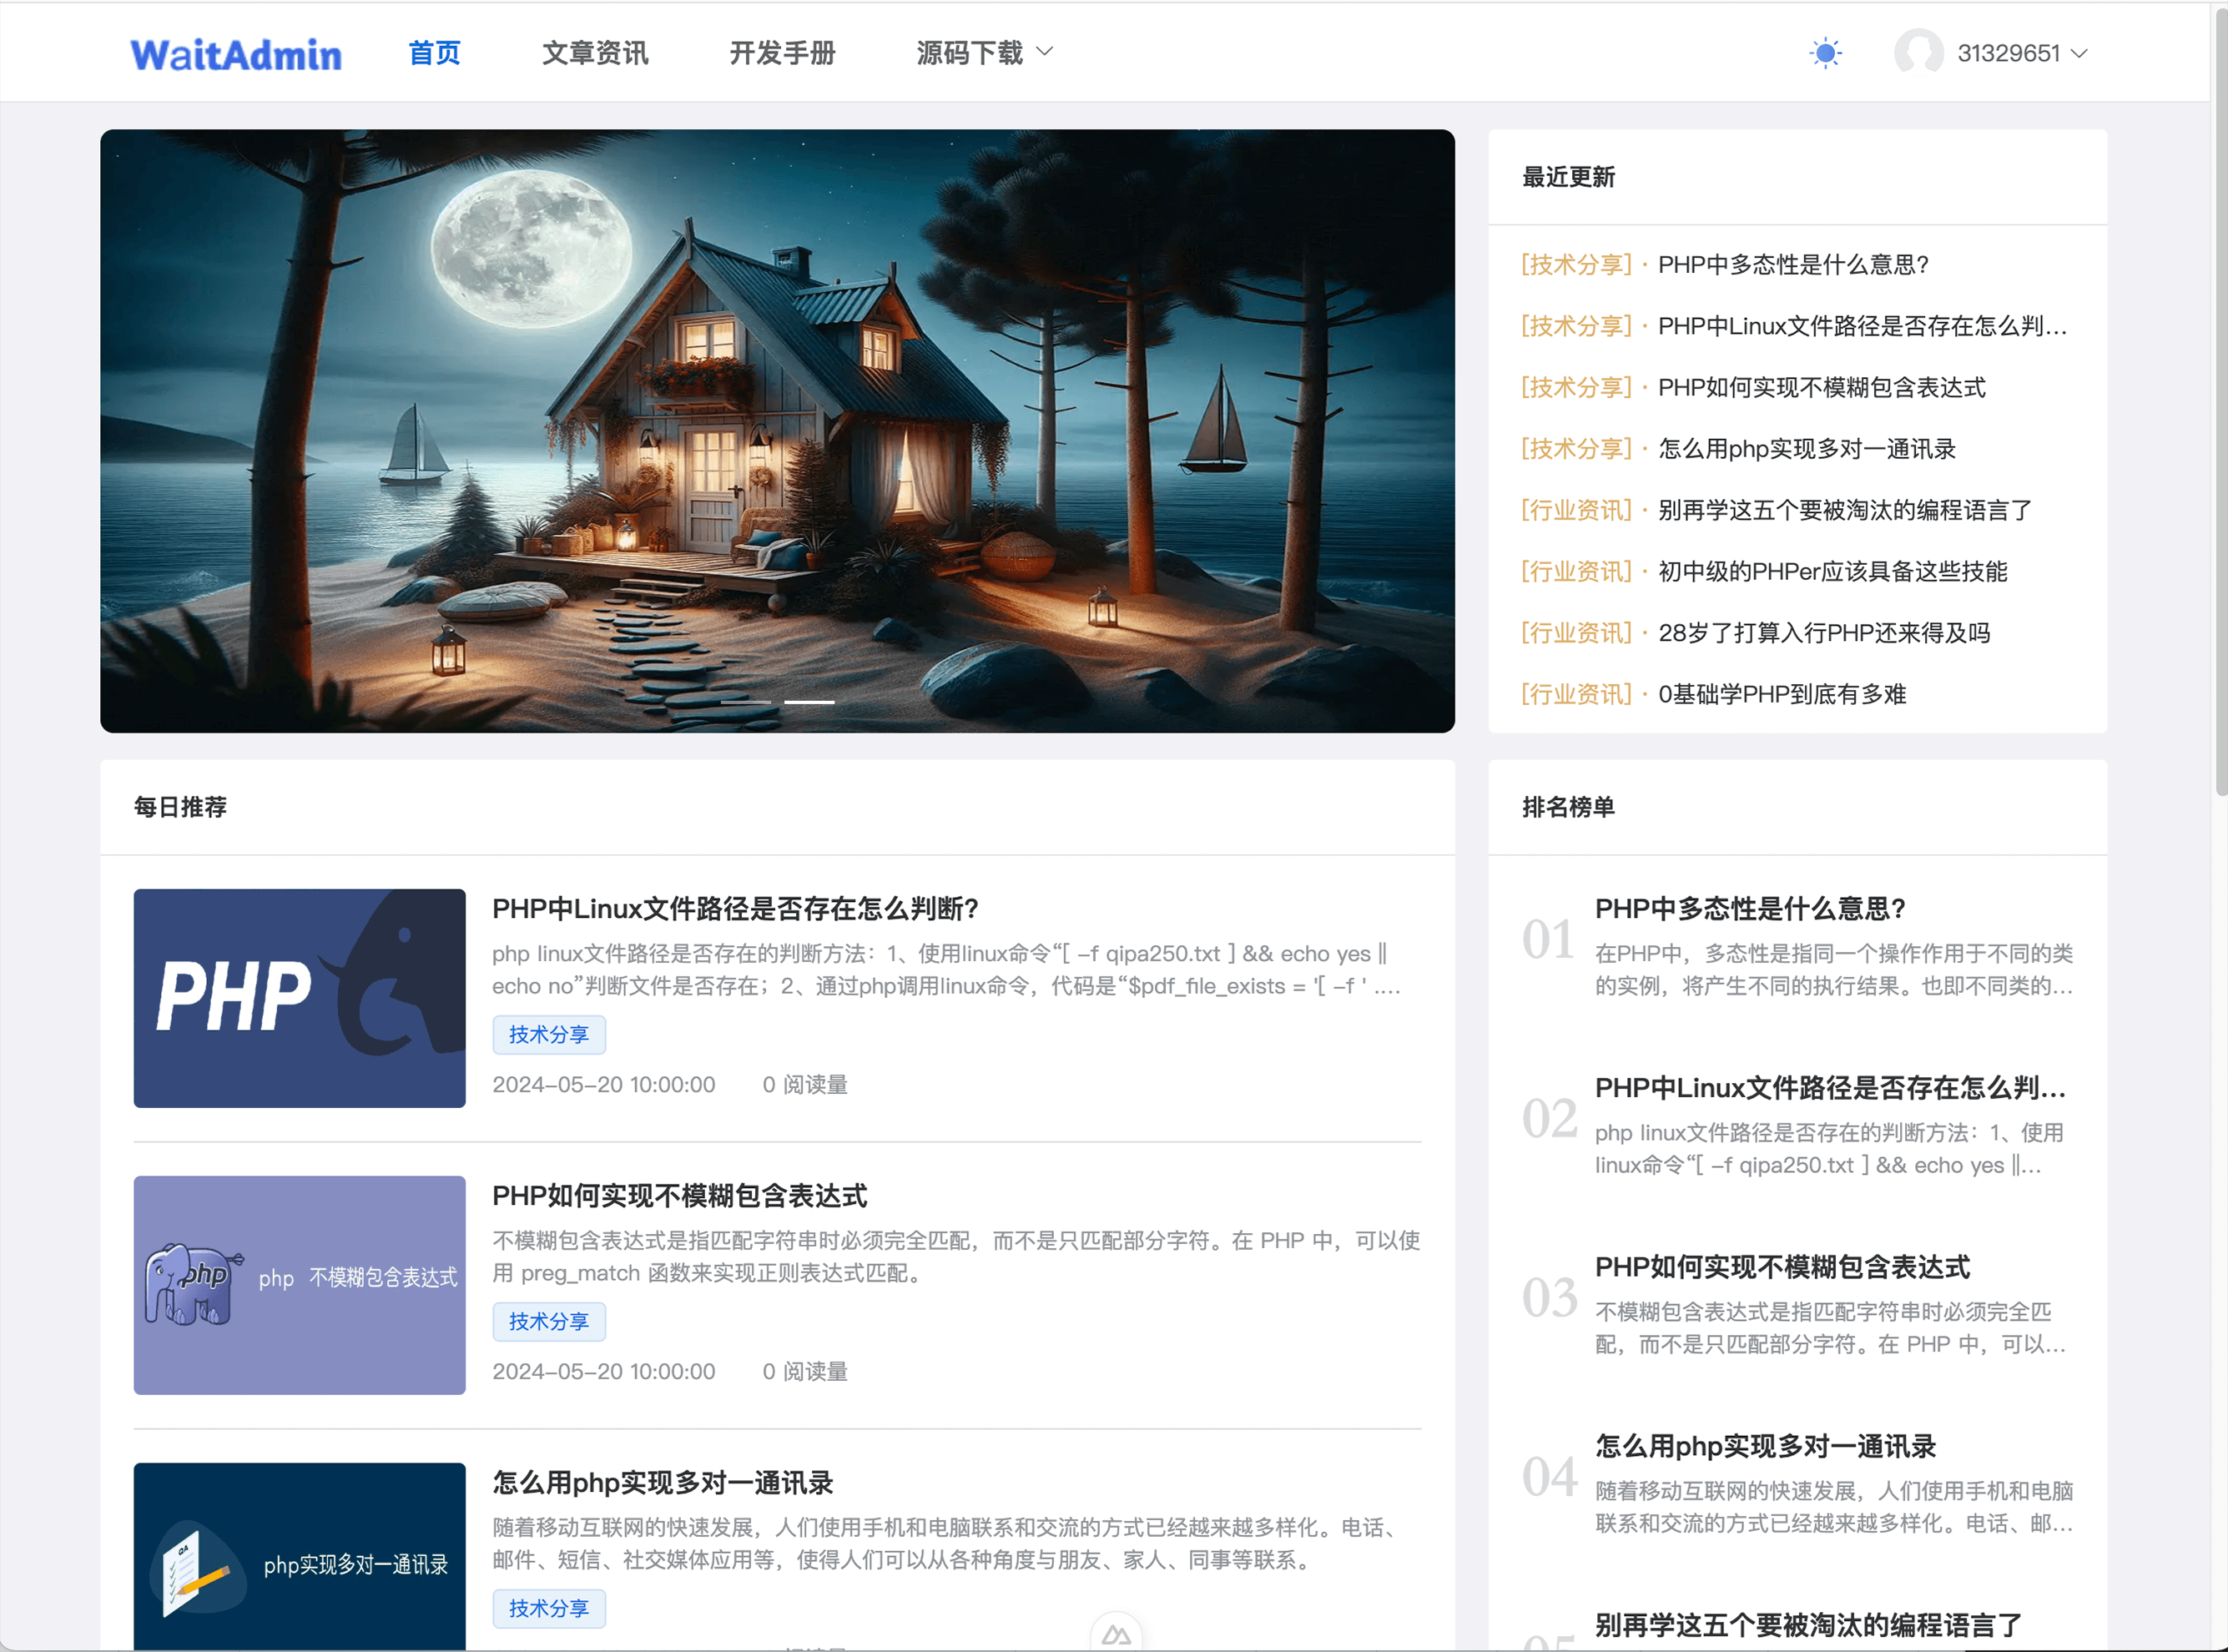 WaitAdmin
首页
文章资讯
开发手册
源码下载
31329651
最近更新
[技术分享] · PHP中多态性是什么意思?
[技术分享] · PHP中Linux文件路径是否存在怎么判...
[技术分享] · PHP如何实现不模糊包含表达式
[技术分享] · 怎么用php实现多对一通讯录
[行业资讯] · 别再学这五个要被淘汰的编程语言了
[行业资讯] · 初中级的PHPer应该具备这些技能
[行业资讯] · 28岁了打算入行PHP还来得及吗
[行业资讯] · 0基础学PHP到底有多难
每日推荐
PHP
PHP中Linux文件路径是否存在怎么判断?
php linux文件路径是否存在的判断方法：1、使用linux命令“[ -f qipa250.txt ] && echo yes ||
echo no”判断文件是否存在；2、通过php调用linux命令，代码是“$pdf_file_exists = '[ -f ' ....
技术分享
2024-05-20 10:00:00 0 阅读量
php
php 不模糊包含表达式
PHP如何实现不模糊包含表达式
不模糊包含表达式是指匹配字符串时必须完全匹配，而不是只匹配部分字符。在 PHP 中，可以使
用 preg_match 函数来实现正则表达式匹配。
技术分享
2024-05-20 10:00:00 0 阅读量
QA
php实现多对一通讯录
怎么用php实现多对一通讯录
随着移动互联网的快速发展，人们使用手机和电脑联系和交流的方式已经越来越多样化。电话、
邮件、短信、社交媒体应用等，使得人们可以从各种角度与朋友、家人、同事等联系。
技术分享
排名榜单
01
PHP中多态性是什么意思?
在PHP中，多态性是指同一个操作作用于不同的类
的实例，将产生不同的执行结果。也即不同类的...
02
PHP中Linux文件路径是否存在怎么判...
php linux文件路径是否存在的判断方法：1、使用
linux命令“[ -f qipa250.txt ] && echo yes ||...
03
PHP如何实现不模糊包含表达式
不模糊包含表达式是指匹配字符串时必须完全匹
配，而不是只匹配部分字符。在 PHP 中，可以...
04
怎么用php实现多对一通讯录
随着移动互联网的快速发展，人们使用手机和电脑
联系和交流的方式已经越来越多样化。电话、邮...
05
别再学这五个要被淘汰的编程语言了